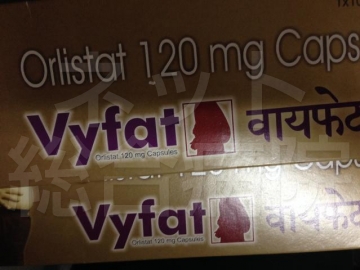 Orlistat 120 mg Caps
Vyfat वायफेट
Orlistat 120 mg Capsules
Vyfat वायफेट
Orlistat 120 mg Capsules